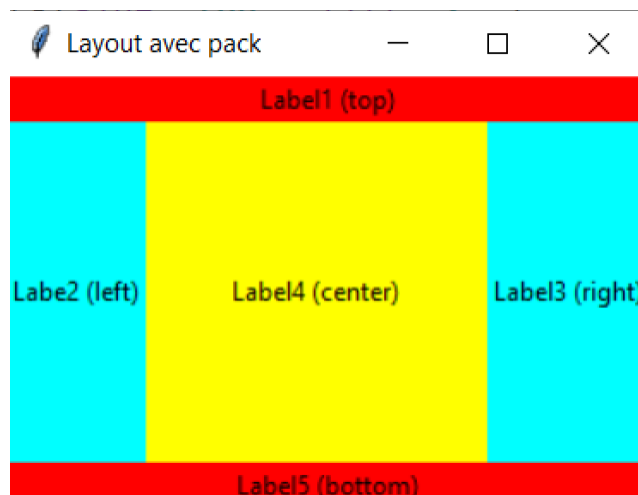 Layout avec pack
Label1 (top)
Labe2 (left)
Label4 (center)
Label3 (right)
Label5 (bottom)